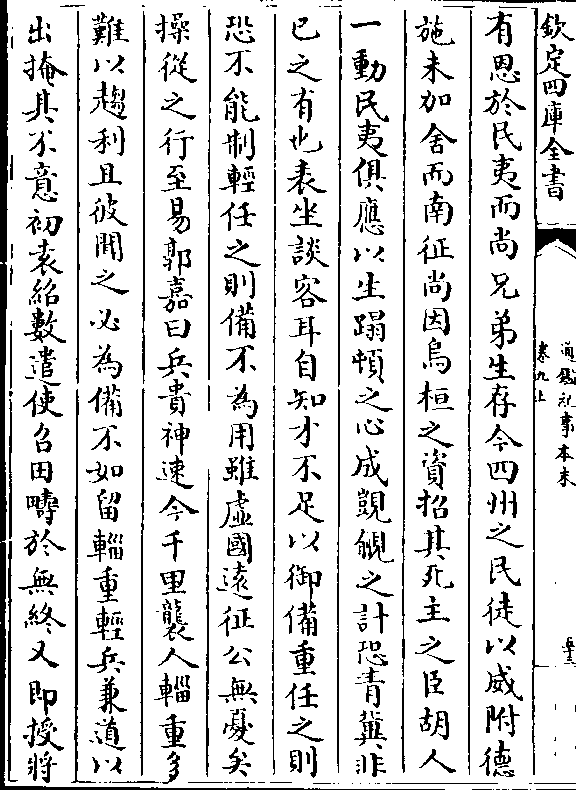 欽定四庫全書
通鑑紀事本末
卷九上
有恩於民夷而尚兄弟生存今四州之民徒以威附德
施未加舍而南征尚因烏桓之資招其死主之臣胡人
一動民夷俱應以生蹋頓之心成覬覦之計恐青冀非
已之有也表坐談客耳自知才不足以御備重任之則
恐不能制輕任之則備不為用雖虛國遠征公無憂矣
操從之行至易郭嘉曰兵貴神速今千里襲人輜重多
難以趨利且彼聞之必為備不如留輜重輕兵兼道以
出掩其不意初袁紹數遣使召田疇於無終又即授將